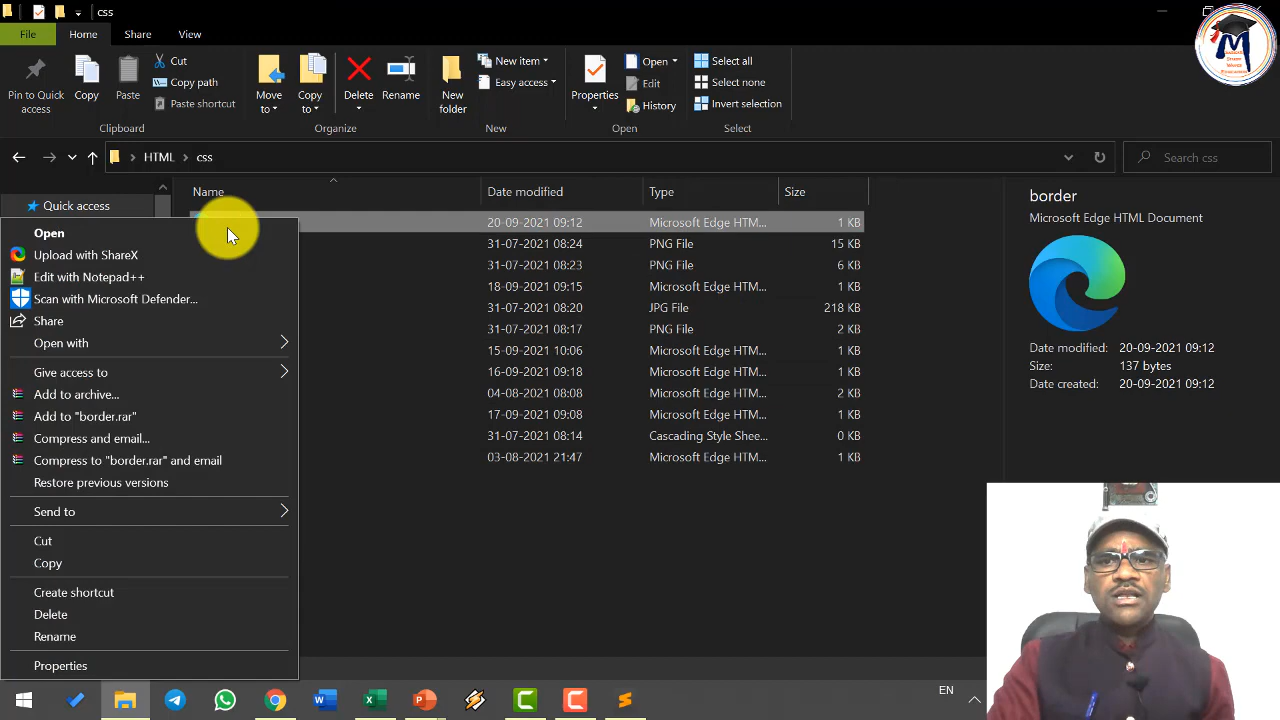 css
File Home Share View
Pin to Quick access
Copy
Paste
Cut
Copy path
Paste shortcut
Clipboard
Move to
Copy to
Delete
Rename
Organize
New folder
New item
Easy access
New
Properties
Open
Edit
History
Open
Select all
Select none
Invert selection
Select
HTML css
Search css
Quick access
Name Date modified Type Size
20-09-2021 09:12 Microsoft Edge HTM... 1 KB
31-07-2021 08:24 PNG File 15 KB
31-07-2021 08:23 PNG File 6 KB
18-09-2021 09:15 Microsoft Edge HTM... 1 KB
31-07-2021 08:20 JPG File 218 KB
31-07-2021 08:17 PNG File 2 KB
15-09-2021 10:06 Microsoft Edge HTM... 1 KB
16-09-2021 09:18 Microsoft Edge HTM... 1 KB
04-08-2021 08:08 Microsoft Edge HTM... 2 KB
17-09-2021 09:08 Microsoft Edge HTM... 1 KB
31-07-2021 08:14 Cascading Style Shee... 0 KB
03-08-2021 21:47 Microsoft Edge HTM... 1 KB
Open
Upload with ShareX
Edit with Notepad++
Scan with Microsoft Defender...
Share
Open with
Give access to
Add to archive...
Add to "border.rar"
Compress and email...
Compress to "border.rar" and email
Restore previous versions
Send to
Cut
Copy
Create shortcut
Delete
Rename
Properties
border
Microsoft Edge HTML Document
Date modified: 20-09-2021 09:12
Size: 137 bytes
Date created: 20-09-2021 09:12
EN